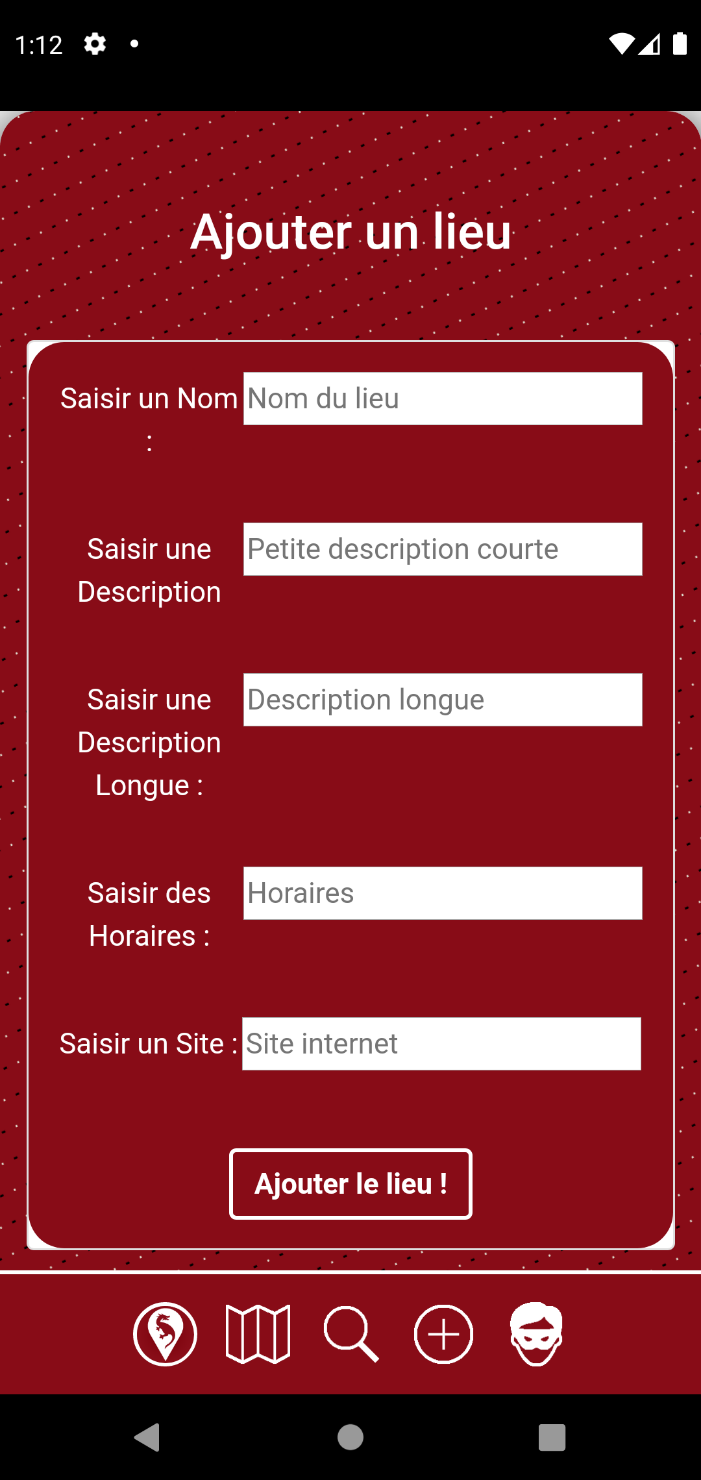 1:12
Ajouter un lieu
Saisir un Nom
:
Nom du lieu
Saisir une
Description
Petite description courte
Saisir une
Description
Longue :
Description longue
Saisir des
Horaires :
Horaires
Saisir un Site :
Site internet
Ajouter le lieu !